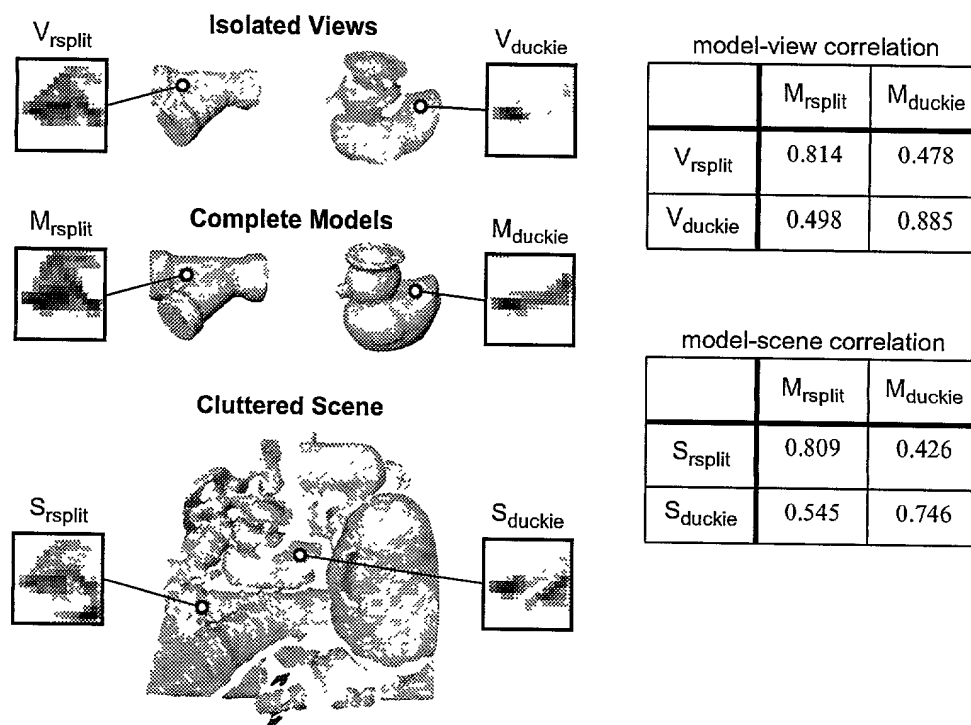 Isolated Views
V_rsplit
V_duckie
Complete Models
M_rsplit
M_duckie
Cluttered Scene
S_rsplit
S_duckie
model-view correlation
M_rsplit M_duckie
V_rsplit 0.814 0.478
V_duckie 0.498 0.885
model-scene correlation
M_rsplit M_duckie
S_rsplit 0.809 0.426
S_duckie 0.545 0.746